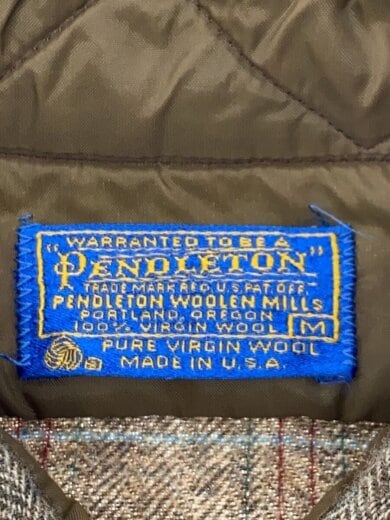 "WARRANTED TO BE A
PENDLETON"
TRADE MARK REG. U.S. PAT. OFF.
PENDLETON WOOLEN MILLS
PORTLAND, OREGON
100% VIRGIN WOOL M
PURE VIRGIN WOOL
MADE IN U.S.A.